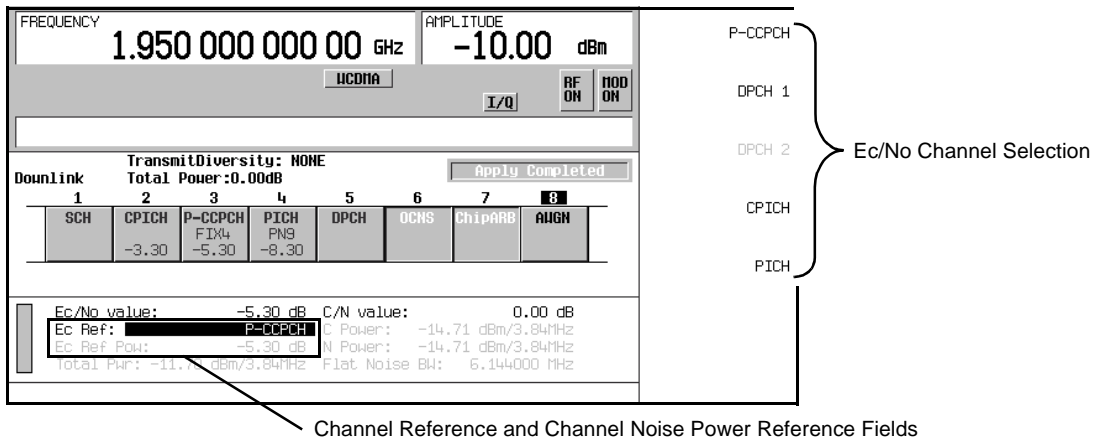 FREQUENCY
1.950 000 000 00 GHz
AMPLITUDE
-10.00 dBm
WCDMA
I/Q
RF ON
MOD ON
TransmitDiversity: NONE
Downlink Total Power:0.00dB
Apply Completed
1 2 3 4 5 6 7 8
SCH CPICH P-CCPCH PICH DPCH OCNS ChipARB AWGN
FIX4 PN9
-3.30 -5.30 -8.30
Ec/No value: -5.30 dB C/N value: 0.00 dB
Ec Ref: P-CCPCH C Power: -14.71 dBm/3.84MHz
Ec Ref Pow: -5.30 dB N Power: -14.71 dBm/3.84MHz
Total Pwr: dBm/3.84MHz Flat Noise BW: 6.144000 MHz
P-CCPCH
DPCH 1
DPCH 2
CPICH
PICH
Ec/No Channel Selection
Channel Reference and Channel Noise Power Reference Fields